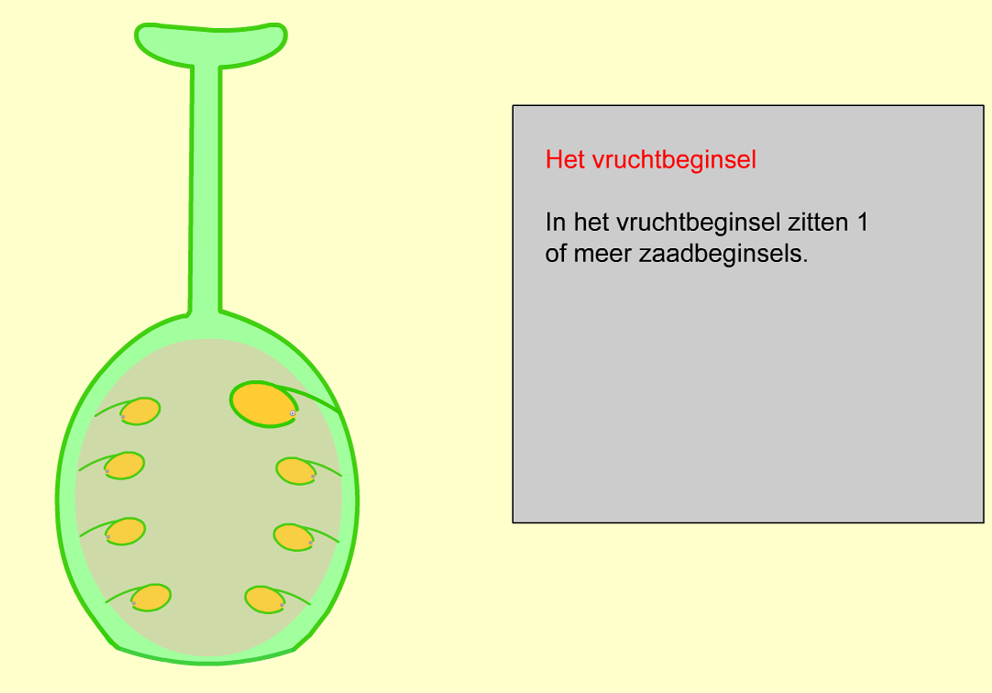 Het vruchtbeginsel
In het vruchtbeginsel zitten 1
of meer zaadbeginsels.